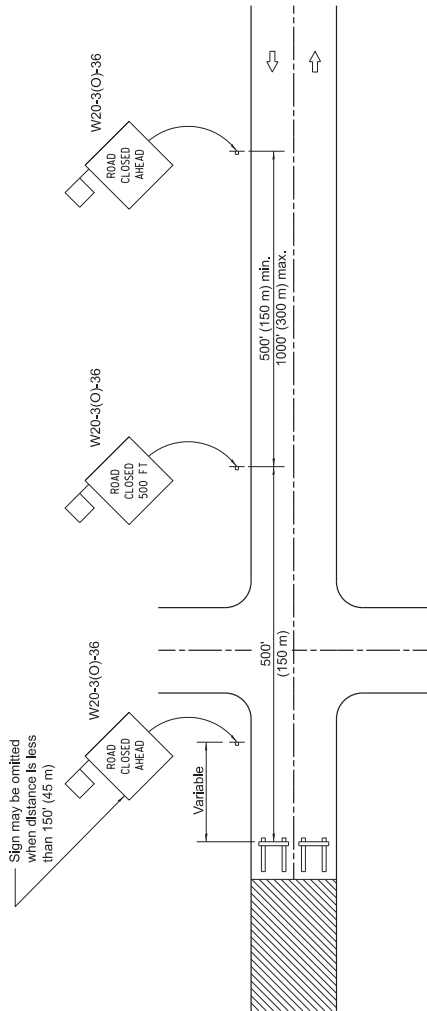 Sign may be omitted
when distance is less
than 150' (45 m)
W20-3(O)-36
ROAD
CLOSED
AHEAD
Variable
W20-3(O)-36
ROAD
CLOSED
500 FT
500'
(150 m)
W20-3(O)-36
ROAD
CLOSED
AHEAD
500' (150 m) min.
1000' (300 m) max.